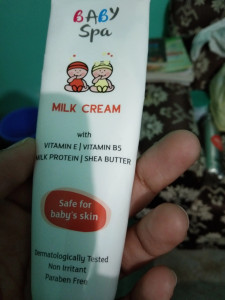 BABY
Spa
MILK CREAM
with
VITAMIN E | VITAMIN B5
MILK PROTEIN | SHEA BUTTER
Safe for
baby's skin
Dermatologically Tested
Non Irritant
Paraben Free